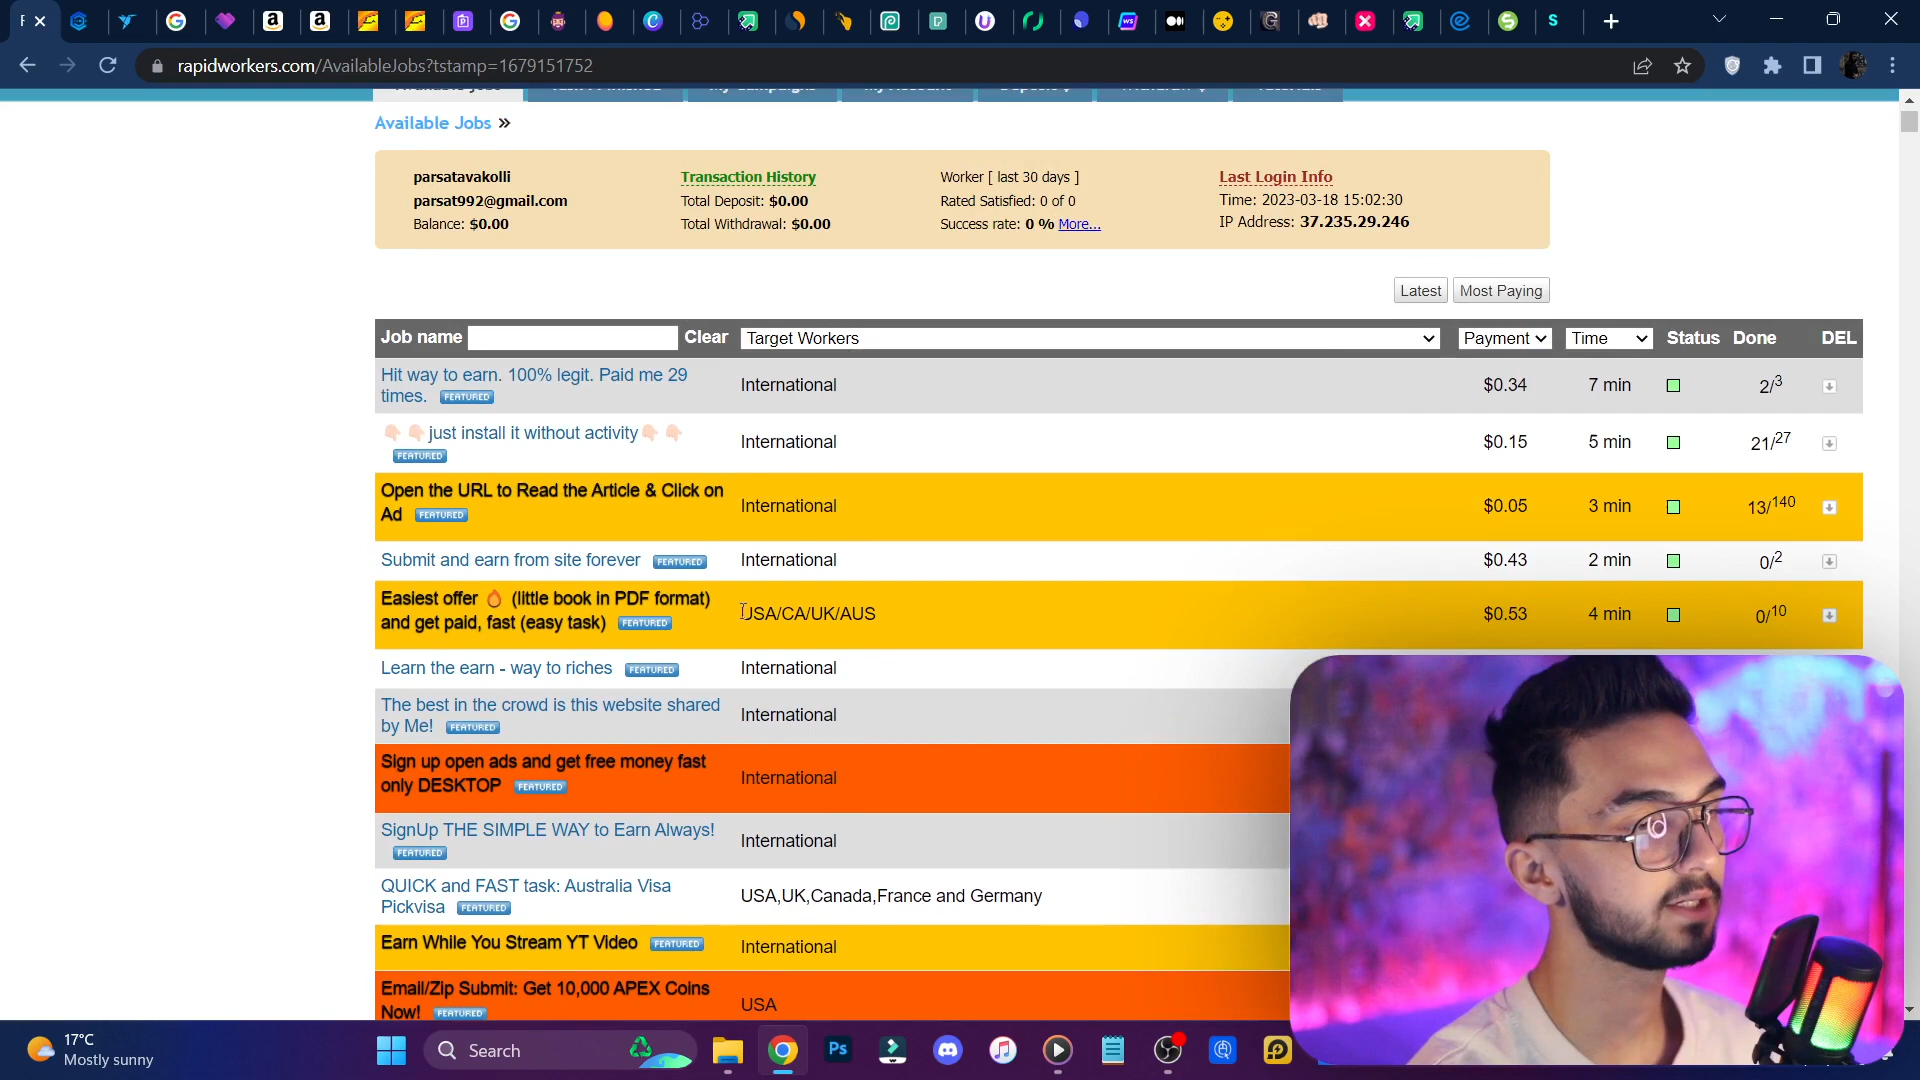 rapidworkers.com/AvailableJobs?tstamp=1679151752
Available Jobs »
parsatavakolli
parsat992@gmail.com
Balance: $0.00
Transaction History
Total Deposit: $0.00
Total Withdrawal: $0.00
Worker [ last 30 days ]
Rated Satisfied: 0 of 0
Success rate: 0 % More...
Last Login Info
Time: 2023-03-18 15:02:30
IP Address: 37.235.29.246
Latest Most Paying
Job name Clear Target Workers Payment Time Status Done DEL
Hit way to earn. 100% legit. Paid me 29
times. FEATURED
International $0.34 7 min 2/3
👇🏻👇🏻just install it without activity👇🏻👇🏻
FEATURED
International $0.15 5 min 21/27
Open the URL to Read the Article & Click on
Ad FEATURED
International $0.05 3 min 13/140
Submit and earn from site forever FEATURED International $0.43 2 min 0/2
Easiest offer 🔥 (little book in PDF format)
and get paid, fast (easy task) FEATURED
USA/CA/UK/AUS $0.53 4 min 0/10
Learn the earn - way to riches FEATURED International
The best in the crowd is this website shared
by Me! FEATURED
International
Sign up open ads and get free money fast
only DESKTOP FEATURED
International
SignUp THE SIMPLE WAY to Earn Always!
FEATURED
International
QUICK and FAST task: Australia Visa
Pickvisa FEATURED
USA,UK,Canada,France and Germany
Earn While You Stream YT Video FEATURED International
Email/Zip Submit: Get 10,000 APEX Coins
Now! FEATURED
USA
17°C
Mostly sunny
Search
Ps